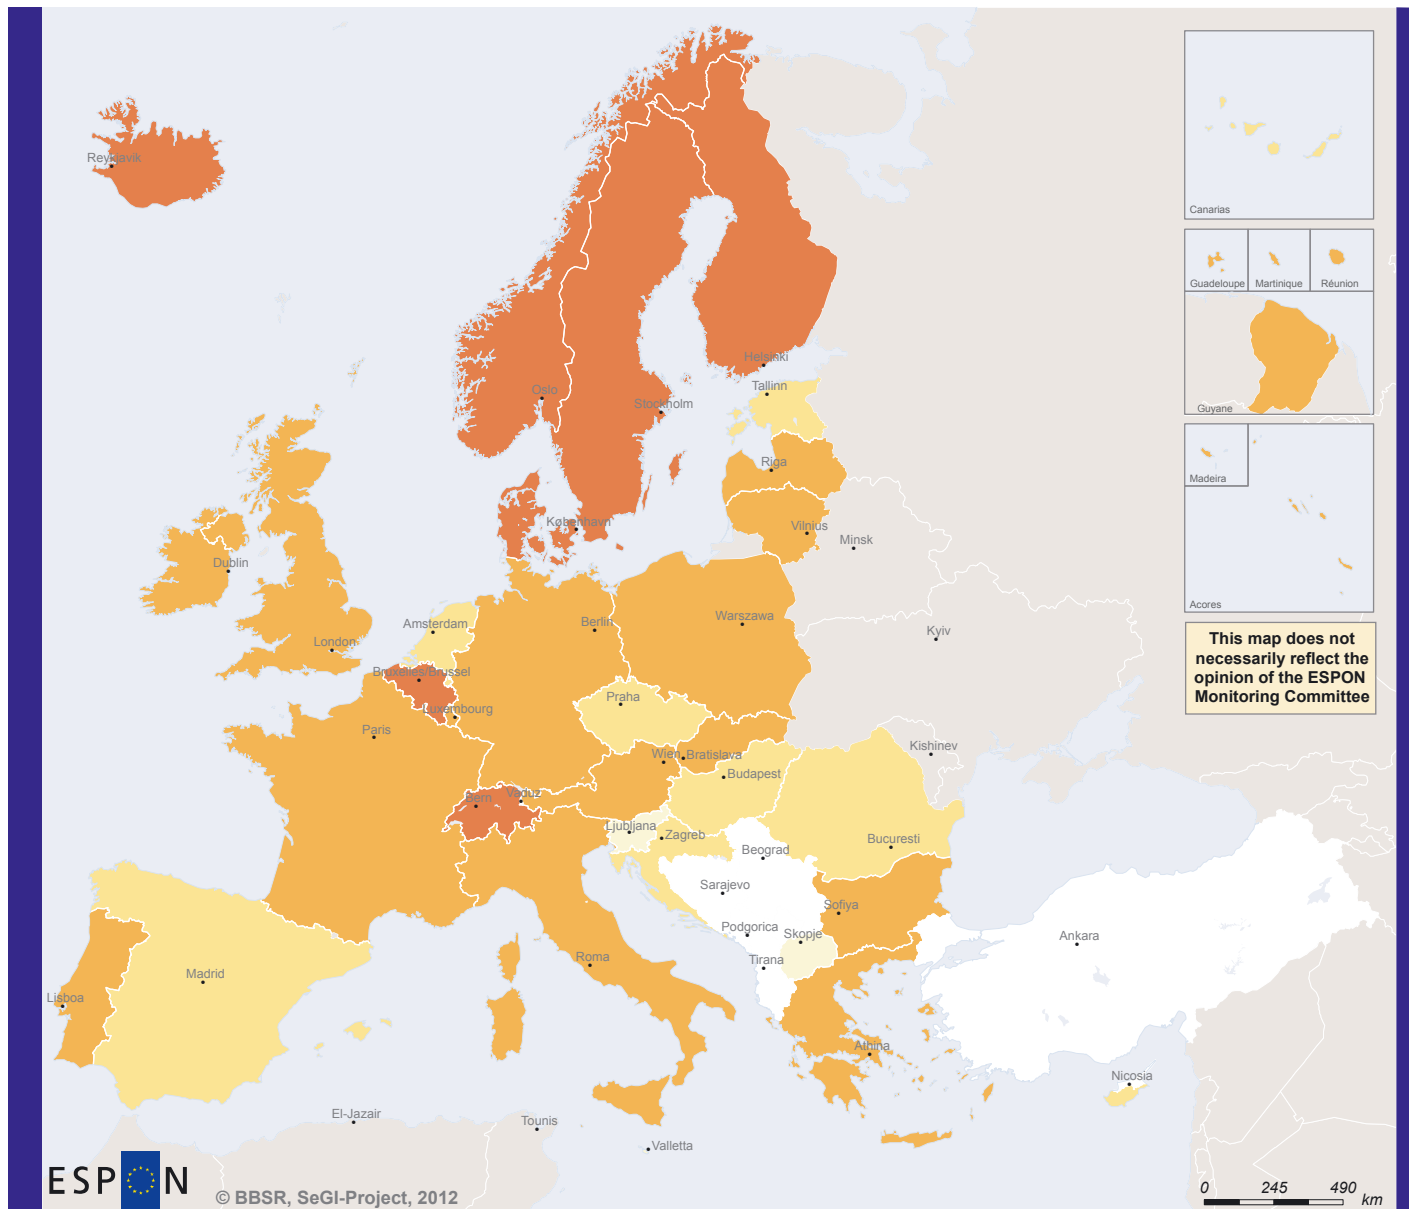 Reykjavik
Canarias
Guadeloupe
Martinique
Réunion
Guyane
Madeira
Acores
Helsinki
Tallinn
Oslo
Stockholm
Riga
København
Vilnius
Minsk
Dublin
Amsterdam
Berlin
Warszawa
London
Kyiv
Bruxelles/Brussel
Praha
Luxembourg
Paris
Wien
Bratislava
Kishinev
Budapest
Bern
Vaduz
Ljubljana
Zagreb
Bucuresti
Beograd
Sarajevo
Sofiya
Podgorica
Skopje
Ankara
Tirana
Roma
Madrid
Lisboa
Athina
Nicosia
El-Jazair
Tounis
Valletta
This map does not
necessarily reflect the
opinion of the ESPON
Monitoring Committee
ESPON
© BBSR, SeGI-Project, 2012
0 245 490
km